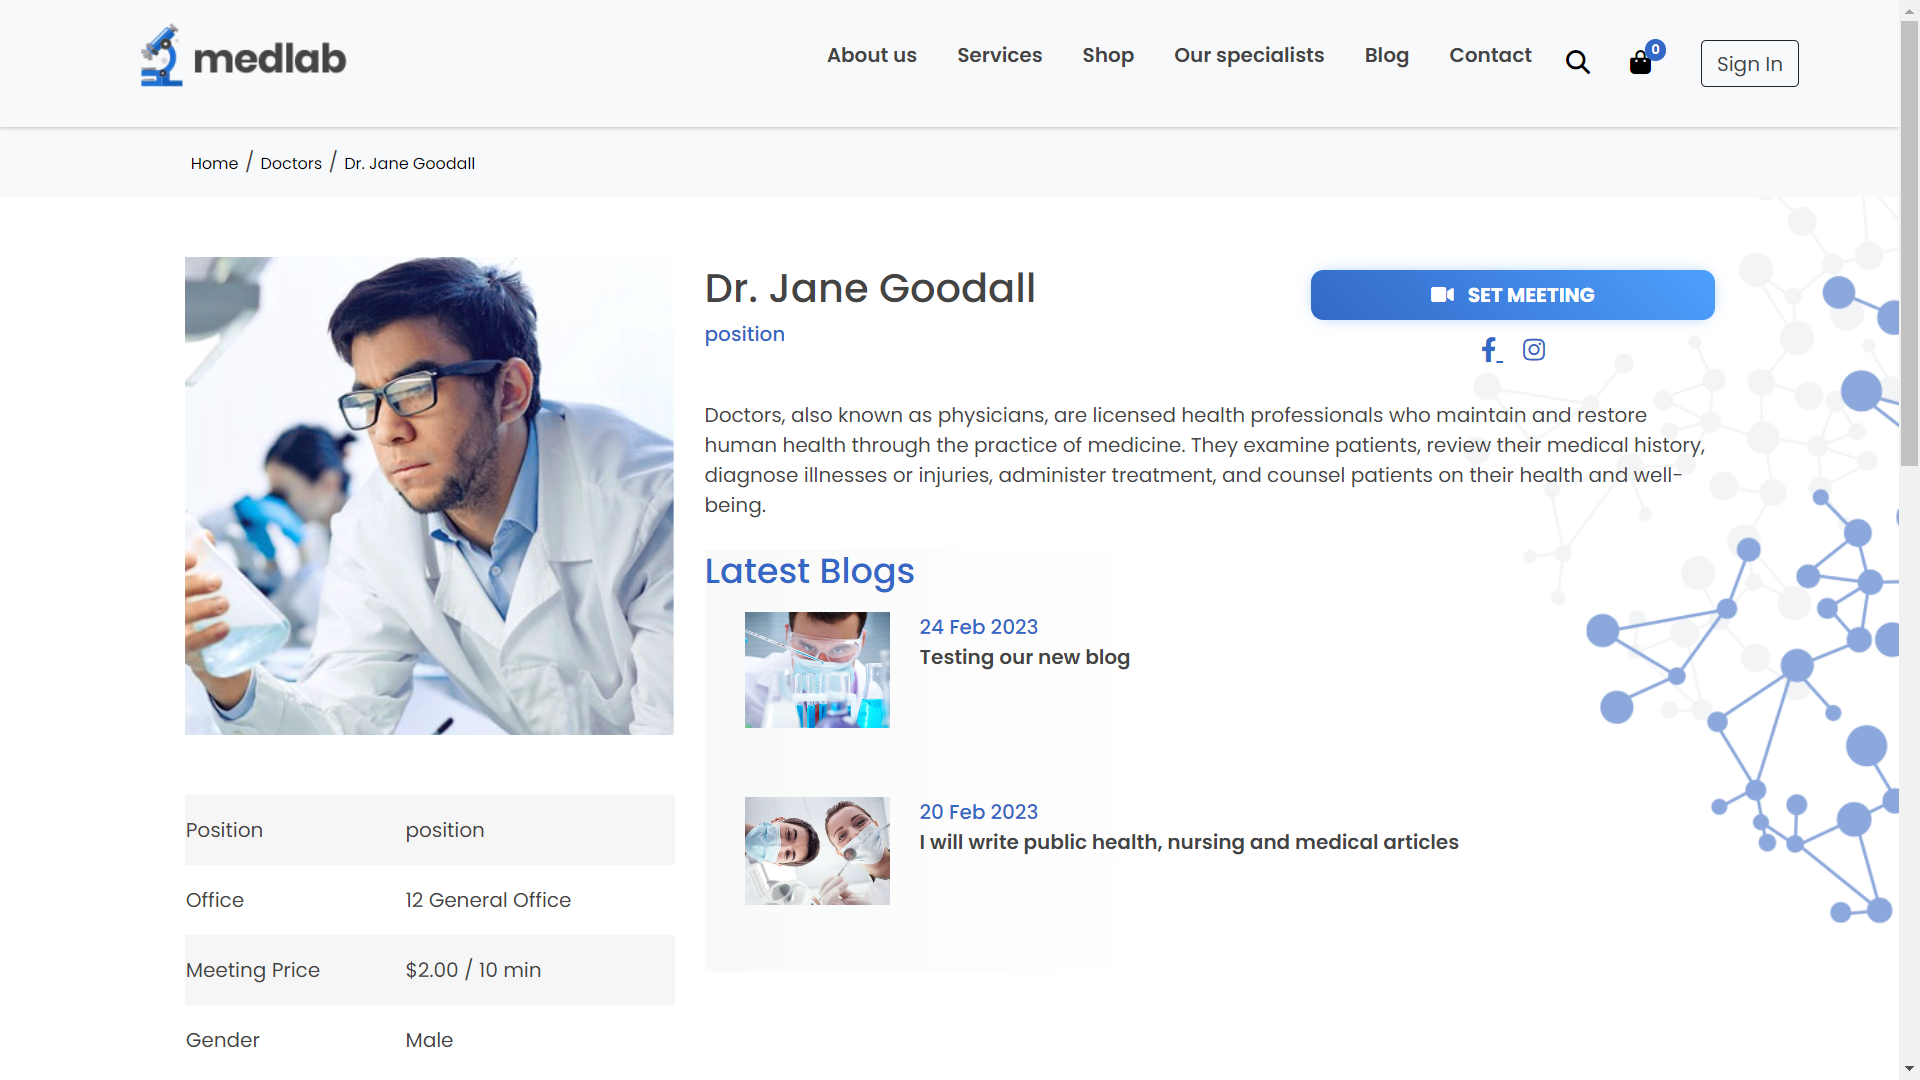 medlab
About us
Services
Shop
Our specialists
Blog
Contact
0
Sign In
Home / Doctors / Dr. Jane Goodall
Dr. Jane Goodall
position
SET MEETING
Doctors, also known as physicians, are licensed health professionals who maintain and restore
human health through the practice of medicine. They examine patients, review their medical history,
diagnose illnesses or injuries, administer treatment, and counsel patients on their health and well-
being.
Latest Blogs
24 Feb 2023
Testing our new blog
20 Feb 2023
I will write public health, nursing and medical articles
Position position
Office 12 General Office
Meeting Price $2.00 / 10 min
Gender Male